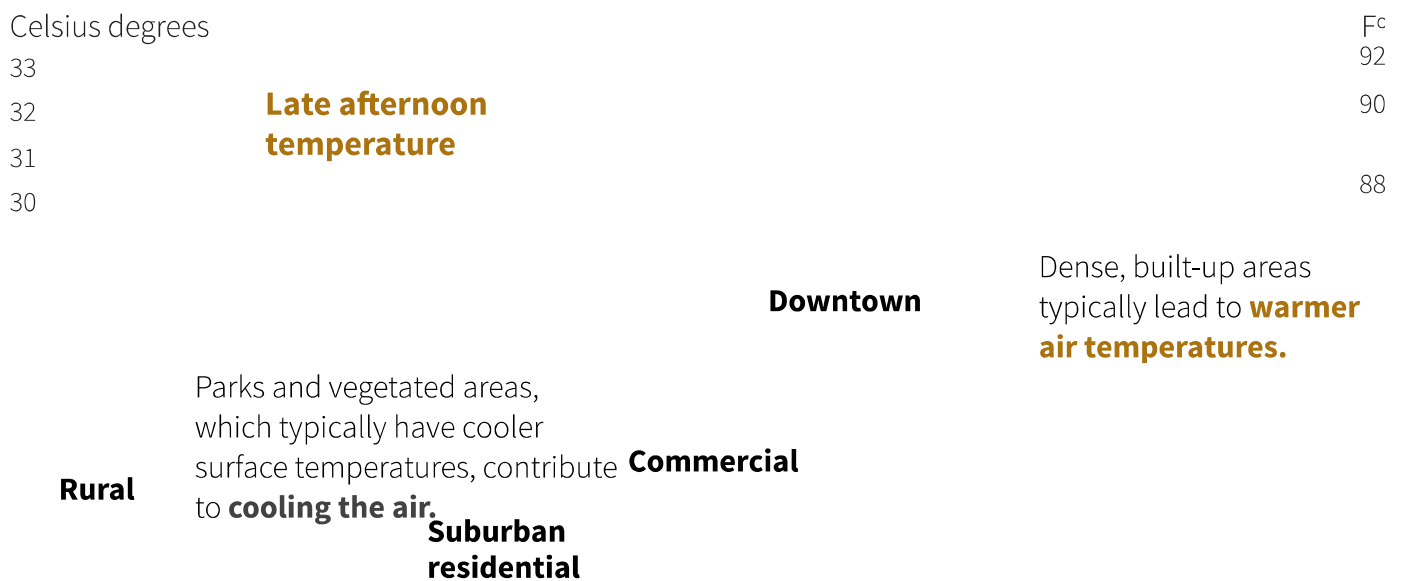 Celsius degrees
33
32
31
30
Late afternoon
temperature
Fᶜ
92
90
88
Downtown
Dense, built-up areas
typically lead to warmer
air temperatures.
Parks and vegetated areas,
which typically have cooler
surface temperatures, contribute
to cooling the air.
Commercial
Rural
Suburban
residential